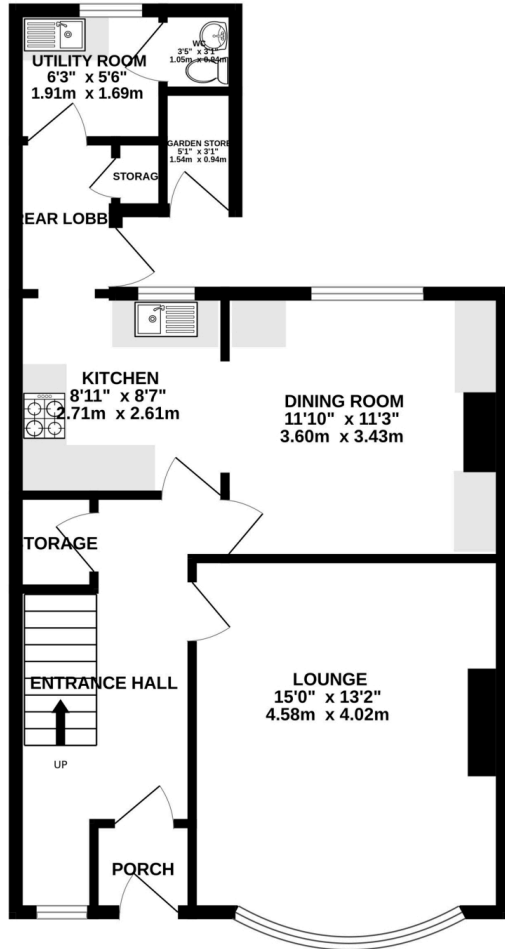 WC
3'5" x 3'1"
1.05m x 0.94m
UTILITY ROOM
6'3" x 5'6"
1.91m x 1.69m
GARDEN STORE
5'1" x 3'1"
1.54m x 0.94m
STORAG
REAR LOBB
KITCHEN
8'11" x 8'7"
2.71m x 2.61m
DINING ROOM
11'10" x 11'3"
3.60m x 3.43m
TORAGE
ENTRANCE HALL
LOUNGE
15'0" x 13'2"
4.58m x 4.02m
UP
PORCH